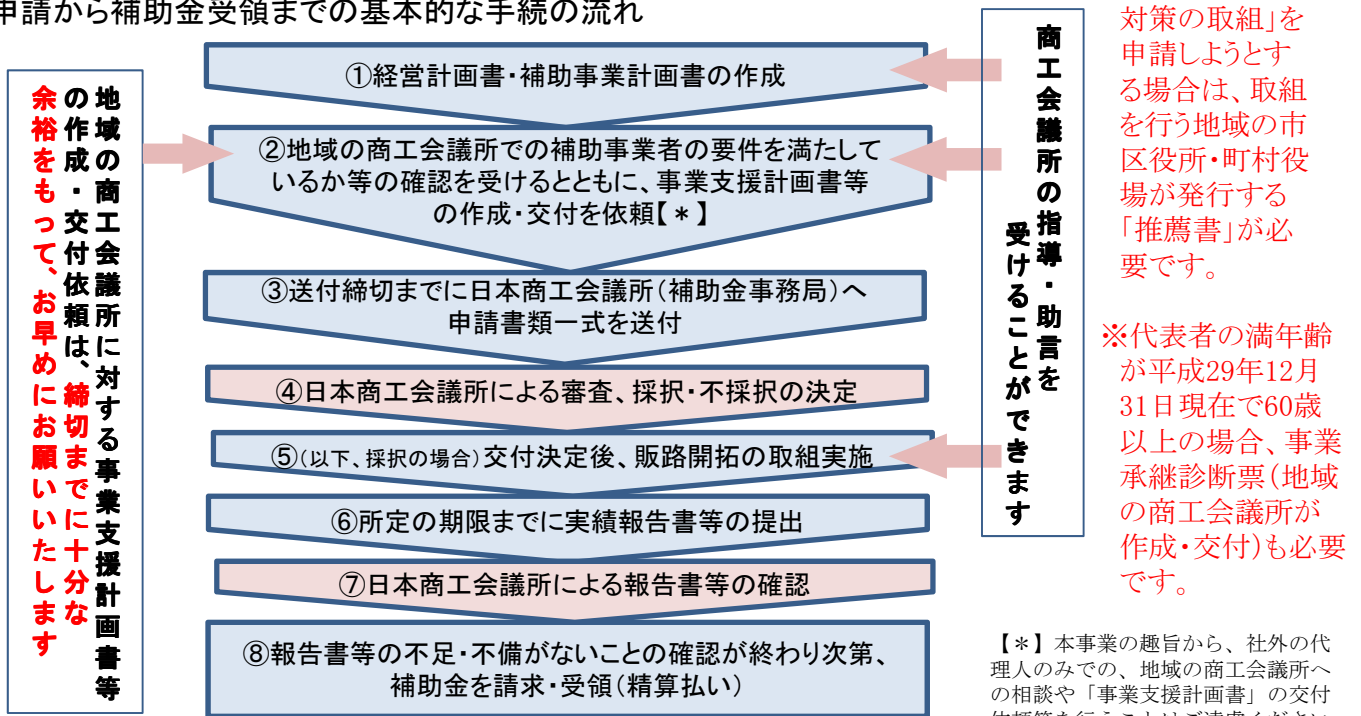 申請から補助金受領までの基本的な手続の流れ
地域の商工会議所に対する事業支援計画書等
の作成・交付依頼は、締切までに十分な
余裕をもって、お早めにお願いいたします
①経営計画書・補助事業計画書の作成
②地域の商工会議所での補助事業者の要件を満たして
いるか等の確認を受けるとともに、事業支援計画書等
の作成・交付を依頼【＊】
③送付締切までに日本商工会議所（補助金事務局）へ
申請書類一式を送付
④日本商工会議所による審査、採択・不採択の決定
⑤（以下、採択の場合）交付決定後、販路開拓の取組実施
⑥所定の期限までに実績報告書等の提出
⑦日本商工会議所による報告書等の確認
⑧報告書等の不足・不備がないことの確認が終わり次第、
補助金を請求・受領（精算払い）
商工会議所の指導・助言を
受けることができます
対策の取組」を
申請しようとす
る場合は、取組
を行う地域の市
区役所・町村役
場が発行する
「推薦書」が必
要です。
※代表者の満年齢
が平成29年12月
31日現在で60歳
以上の場合、事業
承継診断票（地域
の商工会議所が
作成・交付）も必要
です。
【＊】本事業の趣旨から、社外の代
理人のみでの、地域の商工会議所へ
の相談や「事業支援計画書」の交付